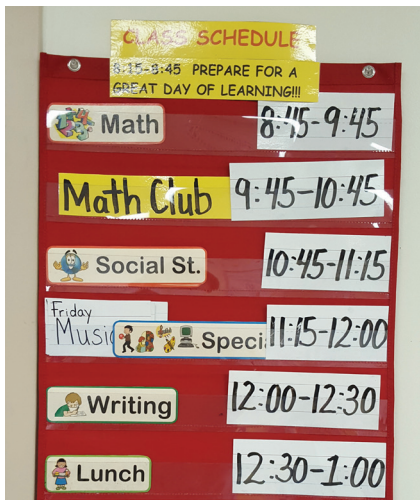 CLASS SCHEDULE
8:15-8:45 PREPARE FOR A
GREAT DAY OF LEARNING!!!
Math 8:45-9:45
Math Club 9:45-10:45
Social St. 10:45-11:15
Friday
Music Speci 11:15-12:00
Writing 12:00-12:30
Lunch 12:30-1:00